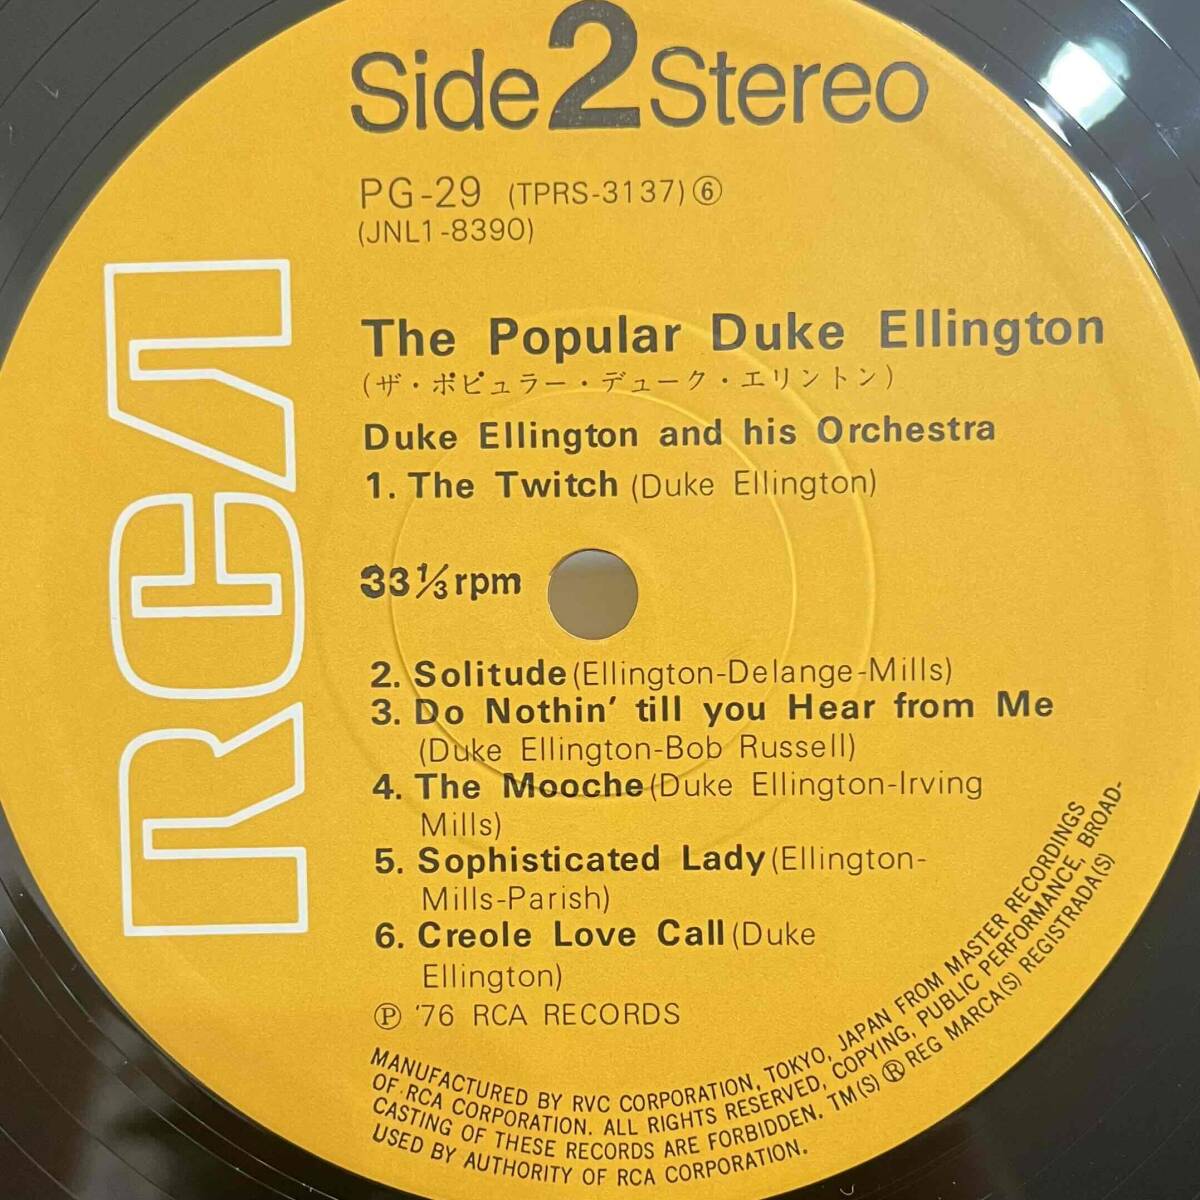 Side 2 Stereo
PG-29 (TPRS-3137) ⑥
(JNL1-8390)
RCA
The Popular Duke Ellington
(ザ・ポピュラー・デューク・エリントン)
Duke Ellington and his Orchestra
1. The Twitch (Duke Ellington)
33⅓ rpm
2. Solitude (Ellington-Delange-Mills)
3. Do Nothin' till you Hear from Me
(Duke Ellington-Bob Russell)
4. The Mooche (Duke Ellington-Irving
Mills)
5. Sophisticated Lady (Ellington-
Mills-Parish)
6. Creole Love Call (Duke
Ellington)
Ⓟ '76 RCA RECORDS
MANUFACTURED BY RVC CORPORATION, TOKYO, JAPAN FROM MASTER RECORDINGS
OF RCA CORPORATION. ALL RIGHTS RESERVED, COPYING, PUBLIC PERFORMANCE, BROAD-
CASTING OF THESE RECORDS ARE FORBIDDEN. TM(S) ® REG MARCA(S) REGISTRADA(S)
USED BY AUTHORITY OF RCA CORPORATION.